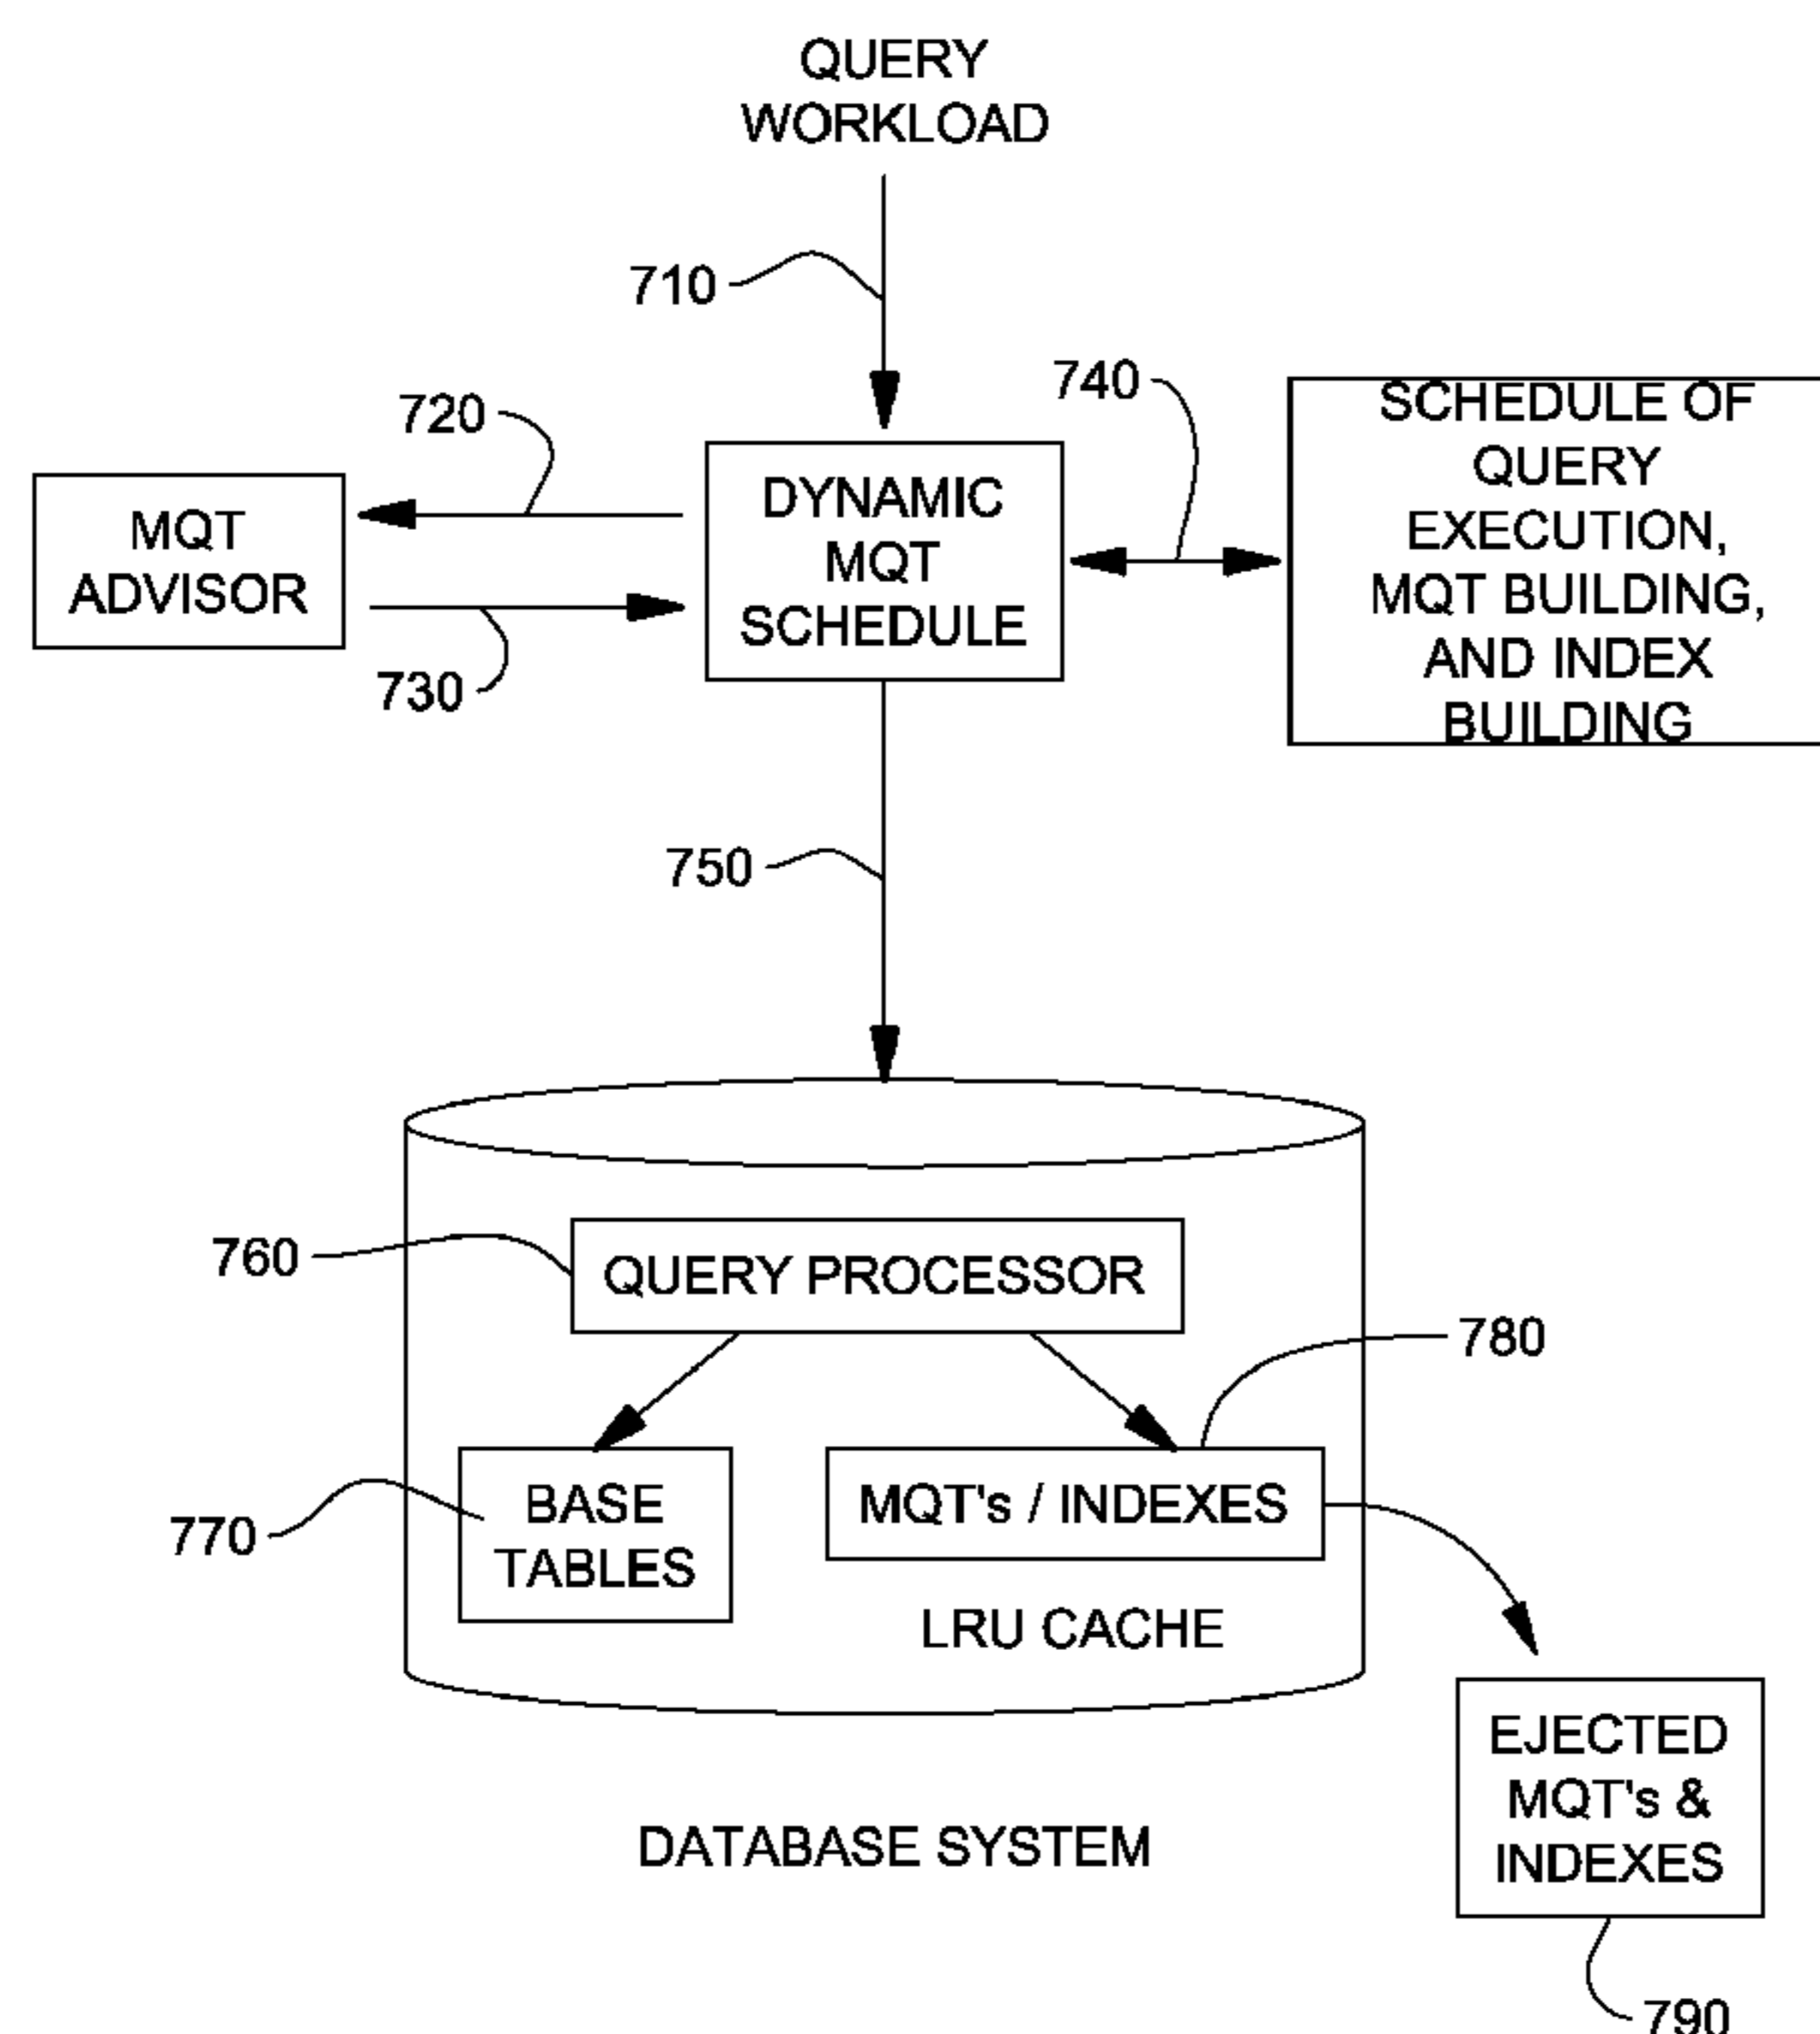 QUERY
WORKLOAD
710
720
740
MQT
ADVISOR
730
DYNAMIC
MQT
SCHEDULE
SCHEDULE OF
QUERY
EXECUTION,
MQT BUILDING,
AND INDEX
BUILDING
750
760
QUERY PROCESSOR
780
770
BASE
TABLES
MQT's / INDEXES
LRU CACHE
DATABASE SYSTEM
EJECTED
MQT's &
INDEXES
790